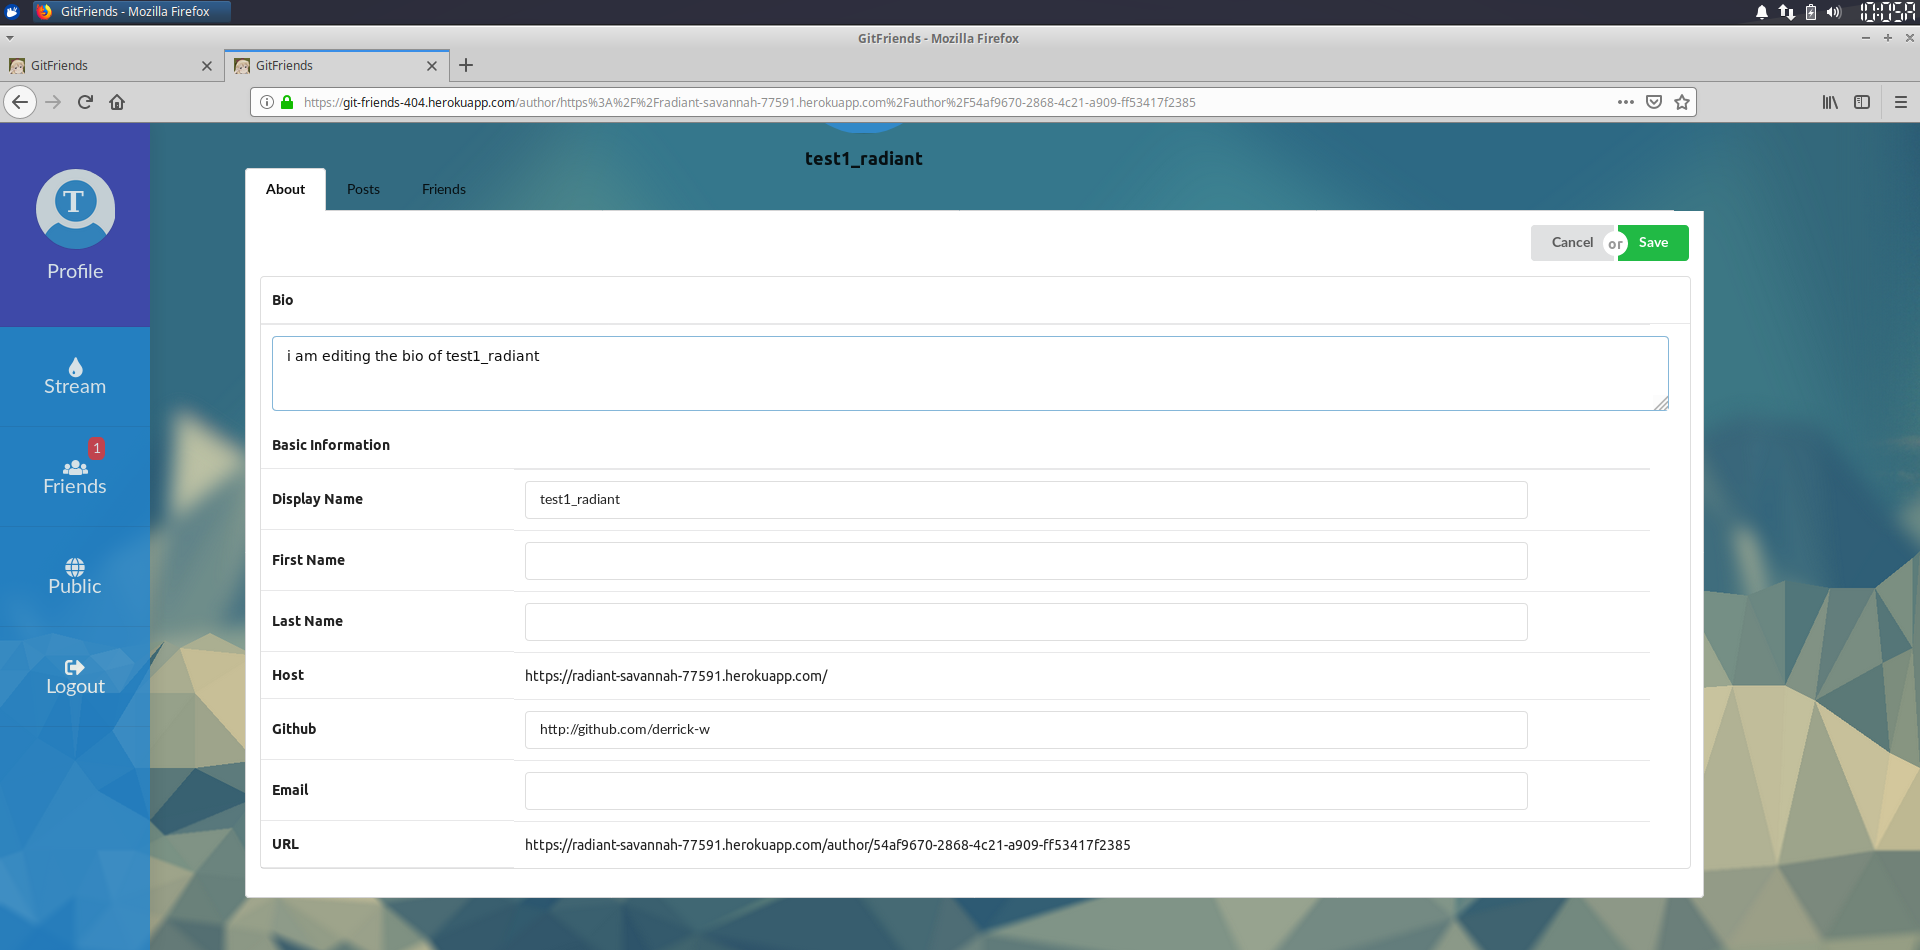 GitFriends - Mozilla Firefox
10:05A
GitFriends - Mozilla Firefox
GitFriends
GitFriends
https://git-friends-404.herokuapp.com/author/https%3A%2F%2Fradiant-savannah-77591.herokuapp.com%2Fauthor%2F54af9670-2868-4c21-a909-ff53417f2385
T
Profile
Stream
1
Friends
Public
Logout
test1_radiant
About Posts Friends
Cancel or Save
Bio
i am editing the bio of test1_radiant
Basic Information
Display Name test1_radiant
First Name
Last Name
Host https://radiant-savannah-77591.herokuapp.com/
Github http://github.com/derrick-w
Email
URL https://radiant-savannah-77591.herokuapp.com/author/54af9670-2868-4c21-a909-ff53417f2385